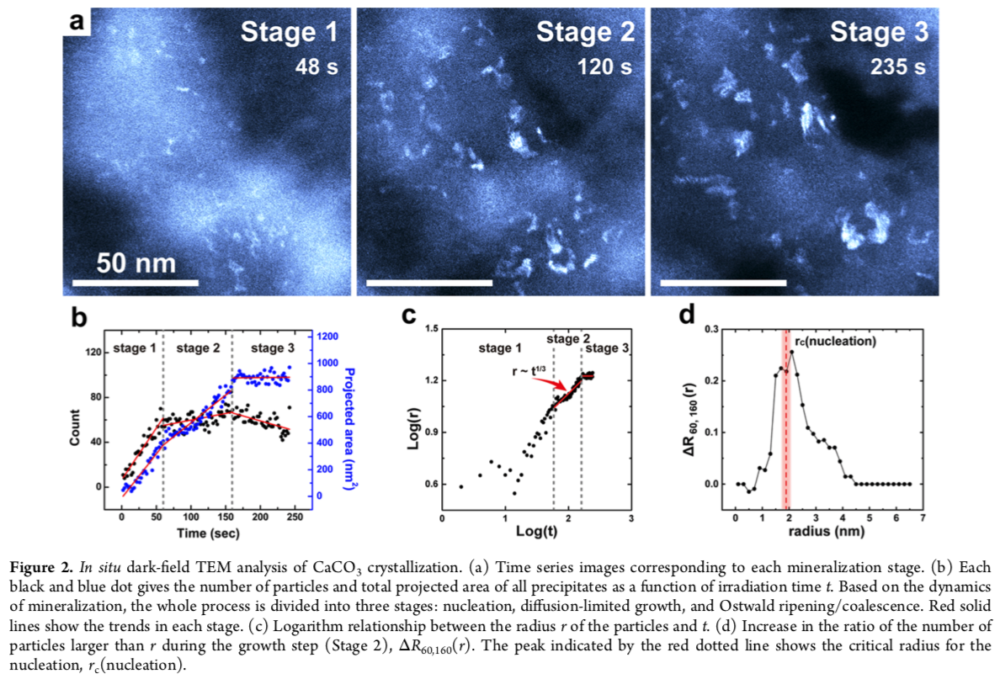 a
Stage 1
48 s
50 nm
Stage 2
120 s
Stage 3
235 s
b
stage 1 stage 2 stage 3
120
80
40
0
Count
1200
1000
800
600
400
200
0
Projected area (nm²)
0 50 100 150 200 250
Time (sec)
c
stage 1
stage 2
stage 3
r ~ t^1/3
1.5
1.2
0.9
0.6
Log(r)
0 1 2 3
Log(t)
d
r_c(nucleation)
0.3
0.2
0.1
0.0
ΔR_60, 160 (r)
0 1 2 3 4 5 6 7
radius (nm)
Figure 2. In situ dark-field TEM analysis of CaCO₃ crystallization. (a) Time series images corresponding to each mineralization stage. (b) Each
black and blue dot gives the number of particles and total projected area of all precipitates as a function of irradiation time t. Based on the dynamics
of mineralization, the whole process is divided into three stages: nucleation, diffusion-limited growth, and Ostwald ripening/coalescence. Red solid
lines show the trends in each stage. (c) Logarithm relationship between the radius r of the particles and t. (d) Increase in the ratio of the number of
particles larger than r during the growth step (Stage 2), ΔR_60,160(r). The peak indicated by the red dotted line shows the critical radius for the
nucleation, r_c(nucleation).